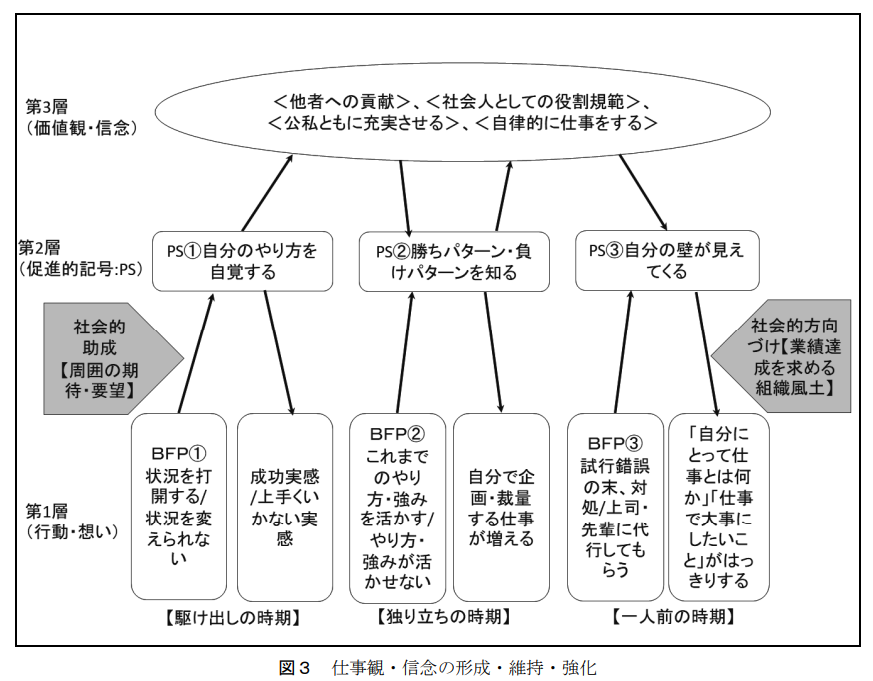 第3層
（価値観・信念）
＜他者への貢献＞、＜社会人としての役割規範＞、
＜公私ともに充実させる＞、＜自律的に仕事をする＞
第2層
（促進的記号:PS）
PS①自分のやり方を
自覚する
PS②勝ちパターン・負
けパターンを知る
PS③自分の壁が見え
てくる
社会的
助成
【周囲の期
待・要望】
社会的方向
づけ【業績達
成を求める
組織風土】
第1層
（行動・想い）
BFP①
状況を打
開する/
状況を変
えられな
い
成功実感
/上手くい
かない実
感
BFP②
これまで
のやり
方・強み
を活かす/
やり方・
強みが活
かせない
自分で企
画・裁量
する仕事
が増える
BFP③
試行錯誤
の末、対
処/上司・
先輩に代
行しても
らう
「自分に
とって仕
事とは何
か」「仕事
で大事に
したいこ
と」がはっ
きりする
【駆け出しの時期】
【独り立ちの時期】
【一人前の時期】
図３　仕事観・信念の形成・維持・強化